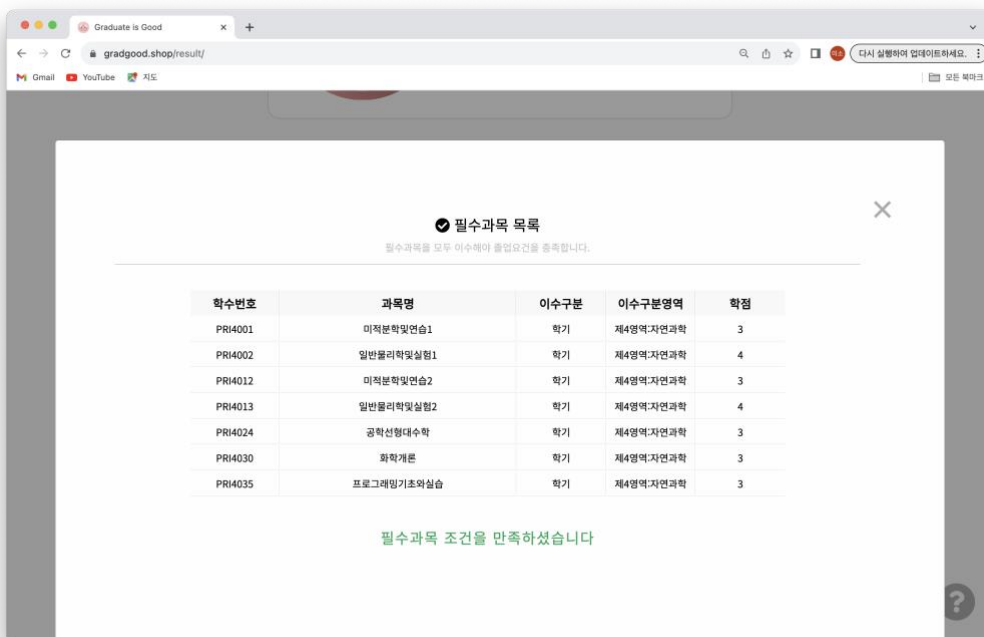 Graduate is Good
gradgood.shop/result/
미소
다시 실행하여 업데이트하세요.
Gmail YouTube 지도 모든 북마크
필수과목 목록
필수과목을 모두 이수해야 졸업요건을 충족합니다.
학수번호 과목명 이수구분 이수구분영역 학점
PRI4001 미적분학및연습1 학기 제4영역:자연과학 3
PRI4002 일반물리학및실험1 학기 제4영역:자연과학 4
PRI4012 미적분학및연습2 학기 제4영역:자연과학 3
PRI4013 일반물리학및실험2 학기 제4영역:자연과학 4
PRI4024 공학선형대수학 학기 제4영역:자연과학 3
PRI4030 화학개론 학기 제4영역:자연과학 3
PRI4035 프로그래밍기초와실습 학기 제4영역:자연과학 3
필수과목 조건을 만족하셨습니다
?